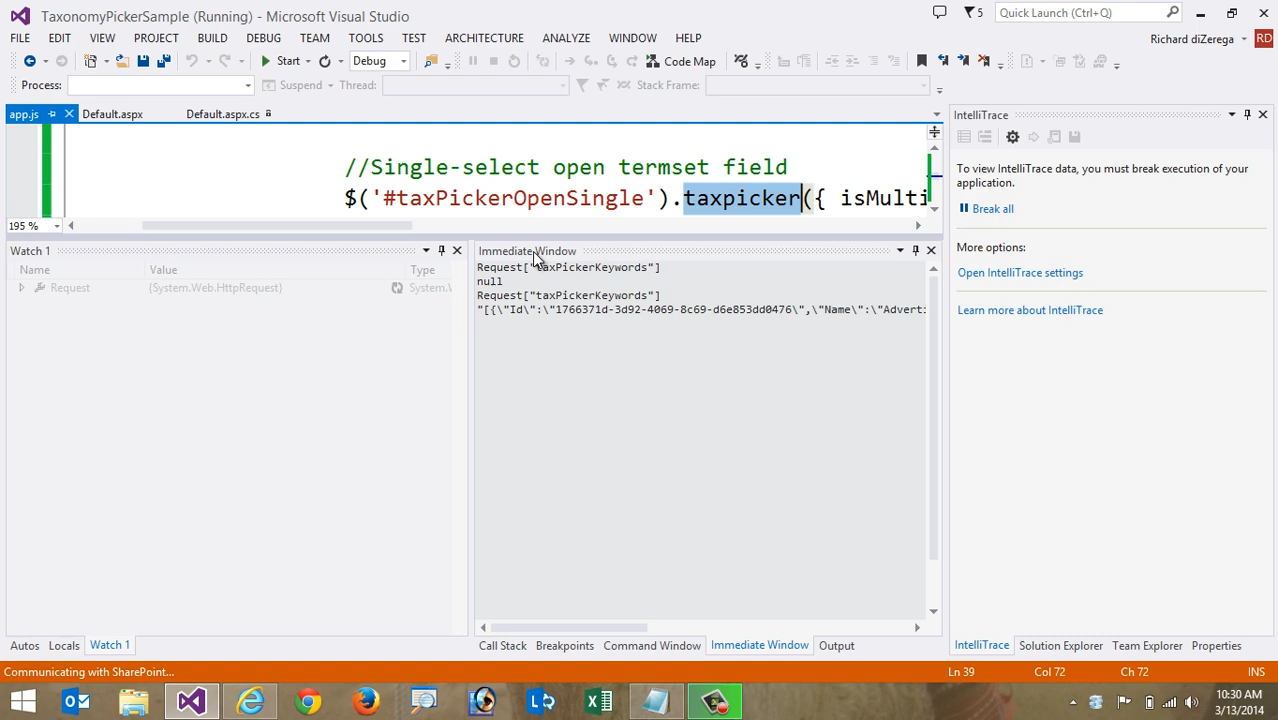 TaxonomyPickerSample (Running) - Microsoft Visual Studio
5
Quick Launch (Ctrl+Q)
FILE EDIT VIEW PROJECT BUILD DEBUG TEAM TOOLS TEST ARCHITECTURE ANALYZE WINDOW HELP
Richard diZerega
RD
Start
Debug
Code Map
Process:
Suspend
Thread:
Stack Frame:
app.js
Default.aspx
Default.aspx.cs
//Single-select open termset field
$('#taxPickerOpenSingle').taxpicker({ isMulti
195 %
Watch 1
Name Value Type
Request {System.Web.HttpRequest} System.W
Immediate Window
Request["taxPickerKeywords"]
null
Request["taxPickerKeywords"]
"[{\"Id\":\"1766371d-3d92-4069-8c69-d6e853dd0476\",\"Name\":\"Adverti
IntelliTrace
To view IntelliTrace data, you must break execution of your
application.
Break all
More options:
Open IntelliTrace settings
Learn more about IntelliTrace
Autos Locals Watch 1
Call Stack Breakpoints Command Window Immediate Window Output
IntelliTrace Solution Explorer Team Explorer Properties
Communicating with SharePoint...
Ln 39 Col 72 Ch 72 INS
10:30 AM
3/13/2014